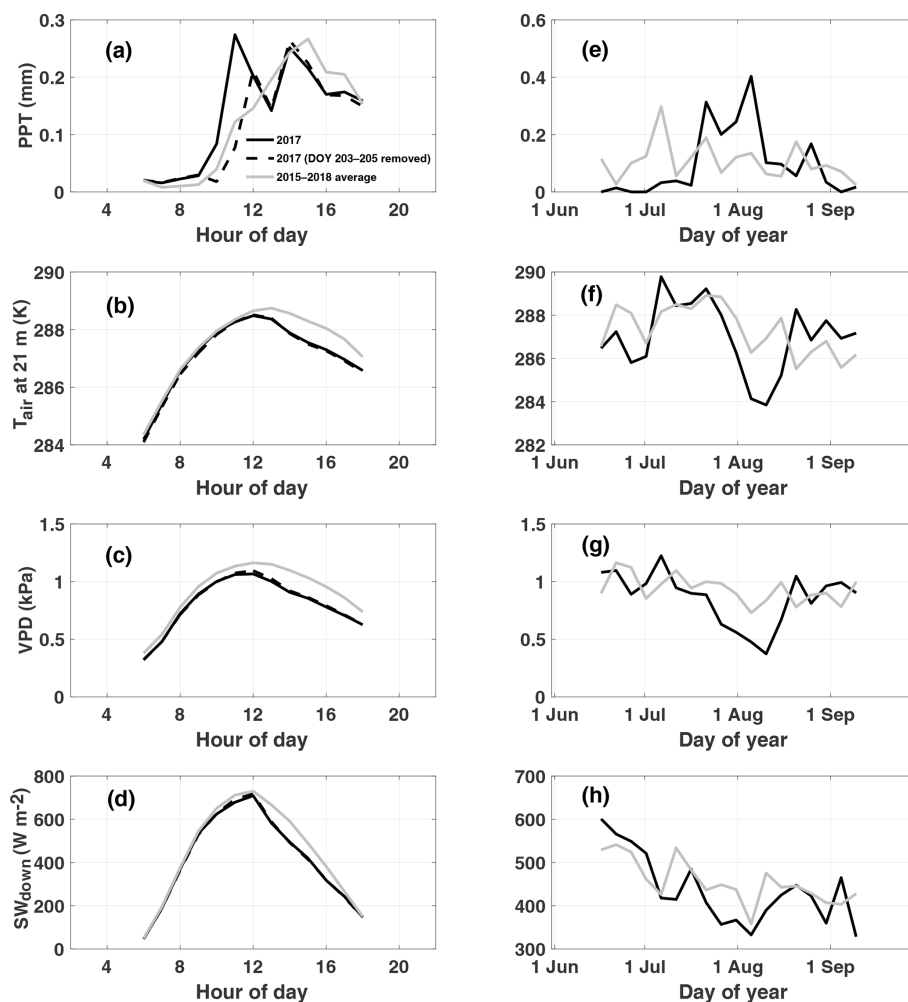 (a)
PPT (mm)
0.3
0.2
0.1
0
2017
2017 (DOY 203–205 removed)
2015–2018 average
4 8 12 16 20
Hour of day
(e)
0.6
0.4
0.2
0
1 Jun 1 Jul 1 Aug 1 Sep
Day of year
(b)
T_air at 21 m (K)
290
288
286
284
4 8 12 16 20
Hour of day
(f)
290
288
286
284
282
1 Jun 1 Jul 1 Aug 1 Sep
Day of year
(c)
VPD (kPa)
1.5
1
0.5
0
4 8 12 16 20
Hour of day
(g)
1.5
1
0.5
0
1 Jun 1 Jul 1 Aug 1 Sep
Day of year
(d)
SW_down (W m-2)
800
600
400
200
0
4 8 12 16 20
Hour of day
(h)
700
600
500
400
300
1 Jun 1 Jul 1 Aug 1 Sep
Day of year